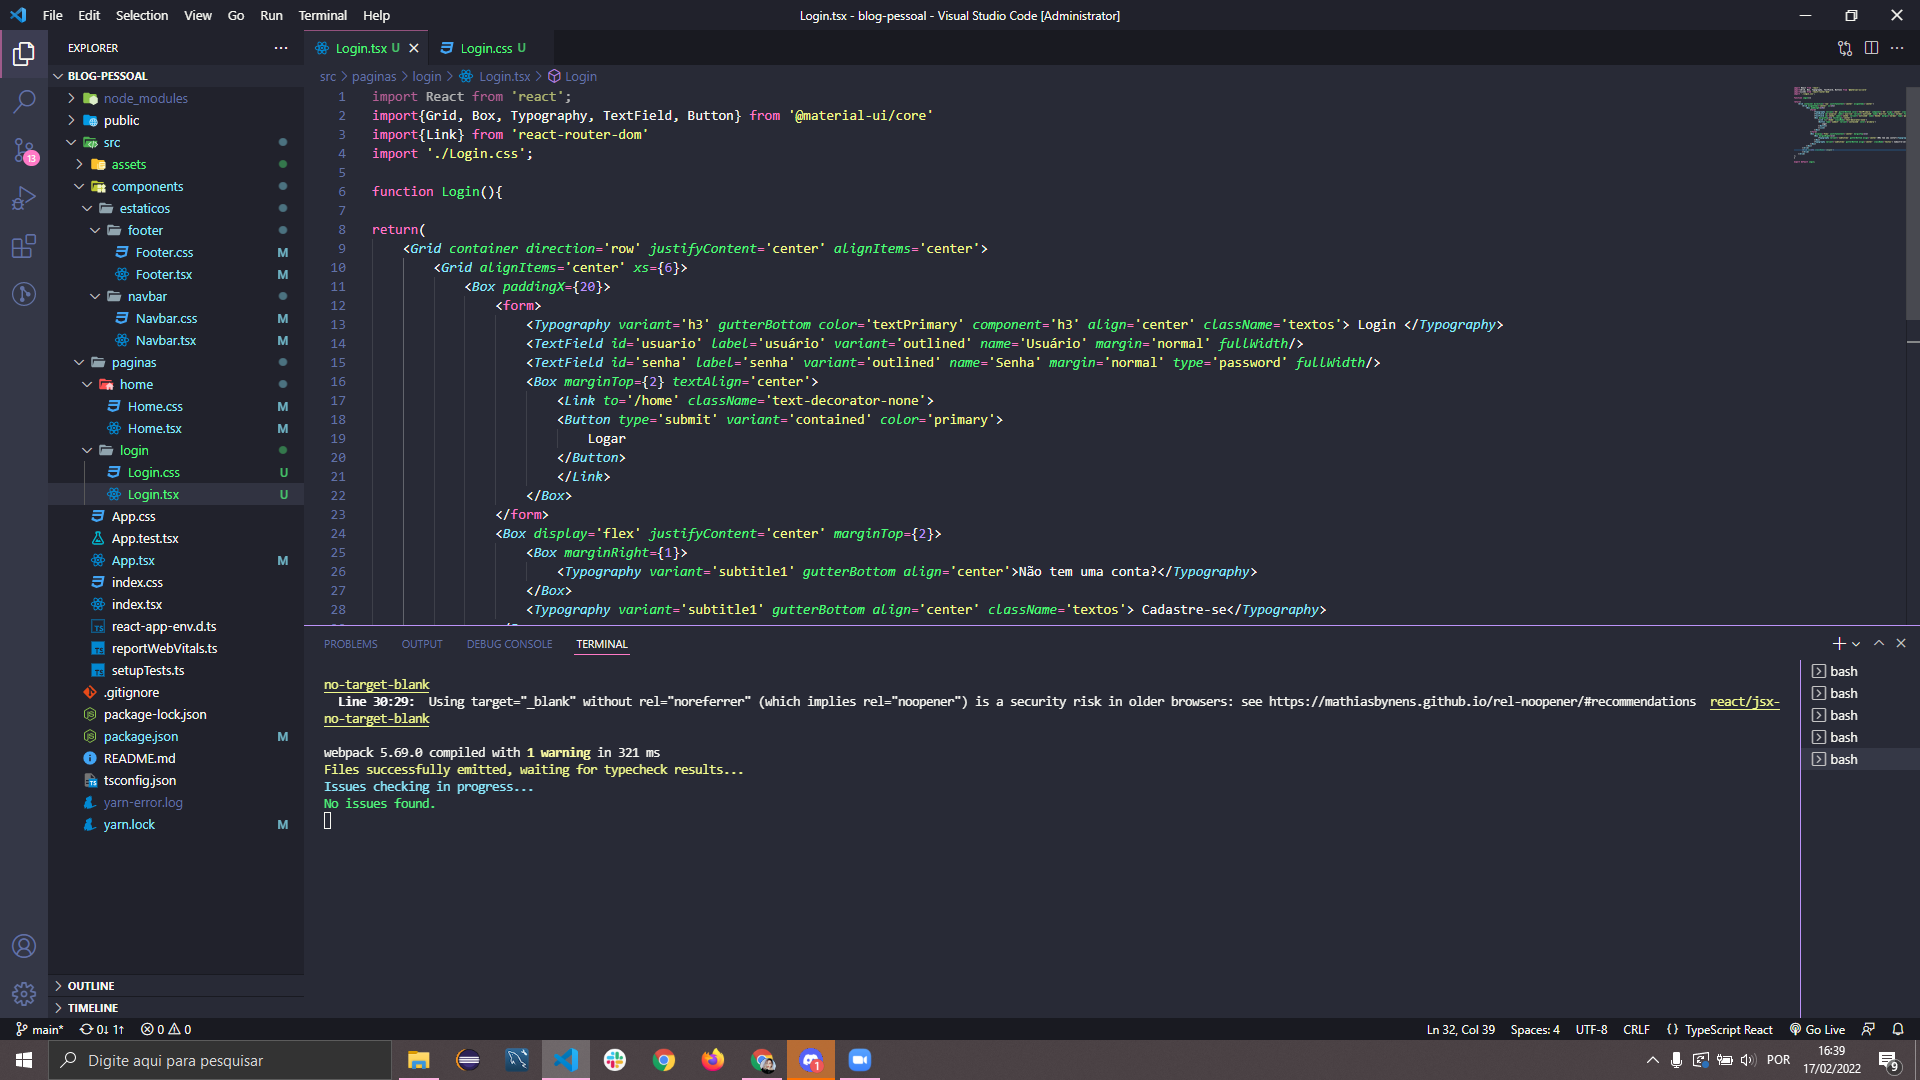 File Edit Selection View Go Run Terminal Help
Login.tsx - blog-pessoal - Visual Studio Code [Administrator]
EXPLORER
BLOG-PESSOAL
node_modules
public
src
assets
components
estaticos
footer
Footer.css M
Footer.tsx M
navbar
Navbar.css M
Navbar.tsx M
paginas
home
Home.css M
Home.tsx M
login
Login.css U
Login.tsx U
App.css
App.test.tsx
App.tsx M
index.css
index.tsx
react-app-env.d.ts
reportWebVitals.ts
setupTests.ts
.gitignore
package-lock.json
package.json M
README.md
tsconfig.json
yarn-error.log
yarn.lock M
OUTLINE
TIMELINE
13
Login.tsx U
Login.css U
src > paginas > login > Login.tsx > Login
1 import React from 'react';
2 import{Grid, Box, Typography, TextField, Button} from '@material-ui/core'
3 import{Link} from 'react-router-dom'
4 import './Login.css';
5
6 function Login(){
7
8 return(
9 <Grid container direction='row' justifyContent='center' alignItems='center'>
10 <Grid alignItems='center' xs={6}>
11 <Box paddingX={20}>
12 <form>
13 <Typography variant='h3' gutterBottom color='textPrimary' component='h3' align='center' className='textos'> Login </Typography>
14 <TextField id='usuario' label='usuário' variant='outlined' name='Usuário' margin='normal' fullWidth/>
15 <TextField id='senha' label='senha' variant='outlined' name='Senha' margin='normal' type='password' fullWidth/>
16 <Box marginTop={2} textAlign='center'>
17 <Link to='/home' className='text-decorator-none'>
18 <Button type='submit' variant='contained' color='primary'>
19 Logar
20 </Button>
21 </Link>
22 </Box>
23 </form>
24 <Box display='flex' justifyContent='center' marginTop={2}>
25 <Box marginRight={1}>
26 <Typography variant='subtitle1' gutterBottom align='center'>Não tem uma conta?</Typography>
27 </Box>
28 <Typography variant='subtitle1' gutterBottom align='center' className='textos'> Cadastre-se</Typography>
PROBLEMS OUTPUT DEBUG CONSOLE TERMINAL
no-target-blank
Line 30:29: Using target="_blank" without rel="noreferrer" (which implies rel="noopener") is a security risk in older browsers: see https://mathiasbynens.github.io/rel-noopener/#recommendations react/jsx-
no-target-blank
webpack 5.69.0 compiled with 1 warning in 321 ms
Files successfully emitted, waiting for typecheck results...
Issues checking in progress...
No issues found.
bash
bash
bash
bash
bash
main* 0↓ 1↑ 0 0
Ln 32, Col 39 Spaces: 4 UTF-8 CRLF {} TypeScript React Go Live
Digite aqui para pesquisar
1
POR
16:39
17/02/2022
9